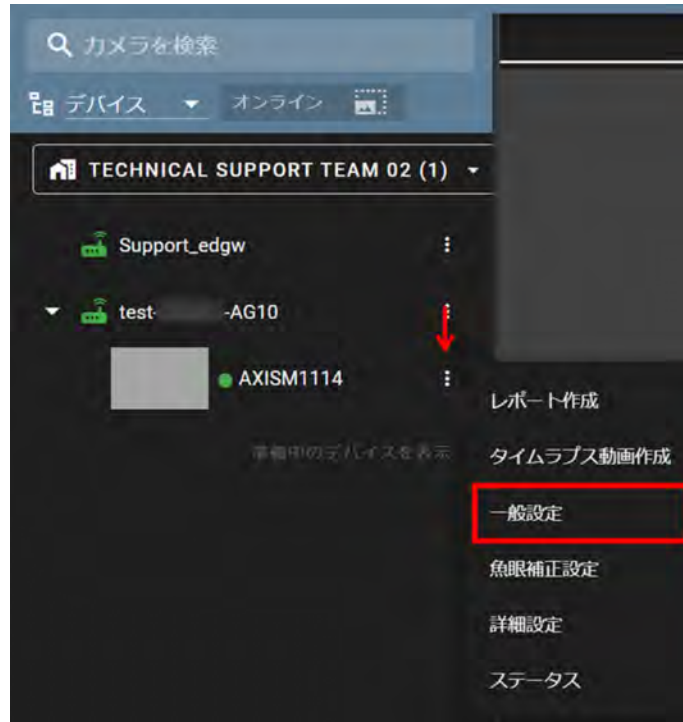 カメラを検索
デバイス オンライン
TECHNICAL SUPPORT TEAM 02 (1)
Support_edgw
test- -AG10
AXISM1114
準備中のデバイスを表示
レポート作成
タイムラプス動画作成
一般設定
魚眼補正設定
詳細設定
ステータス